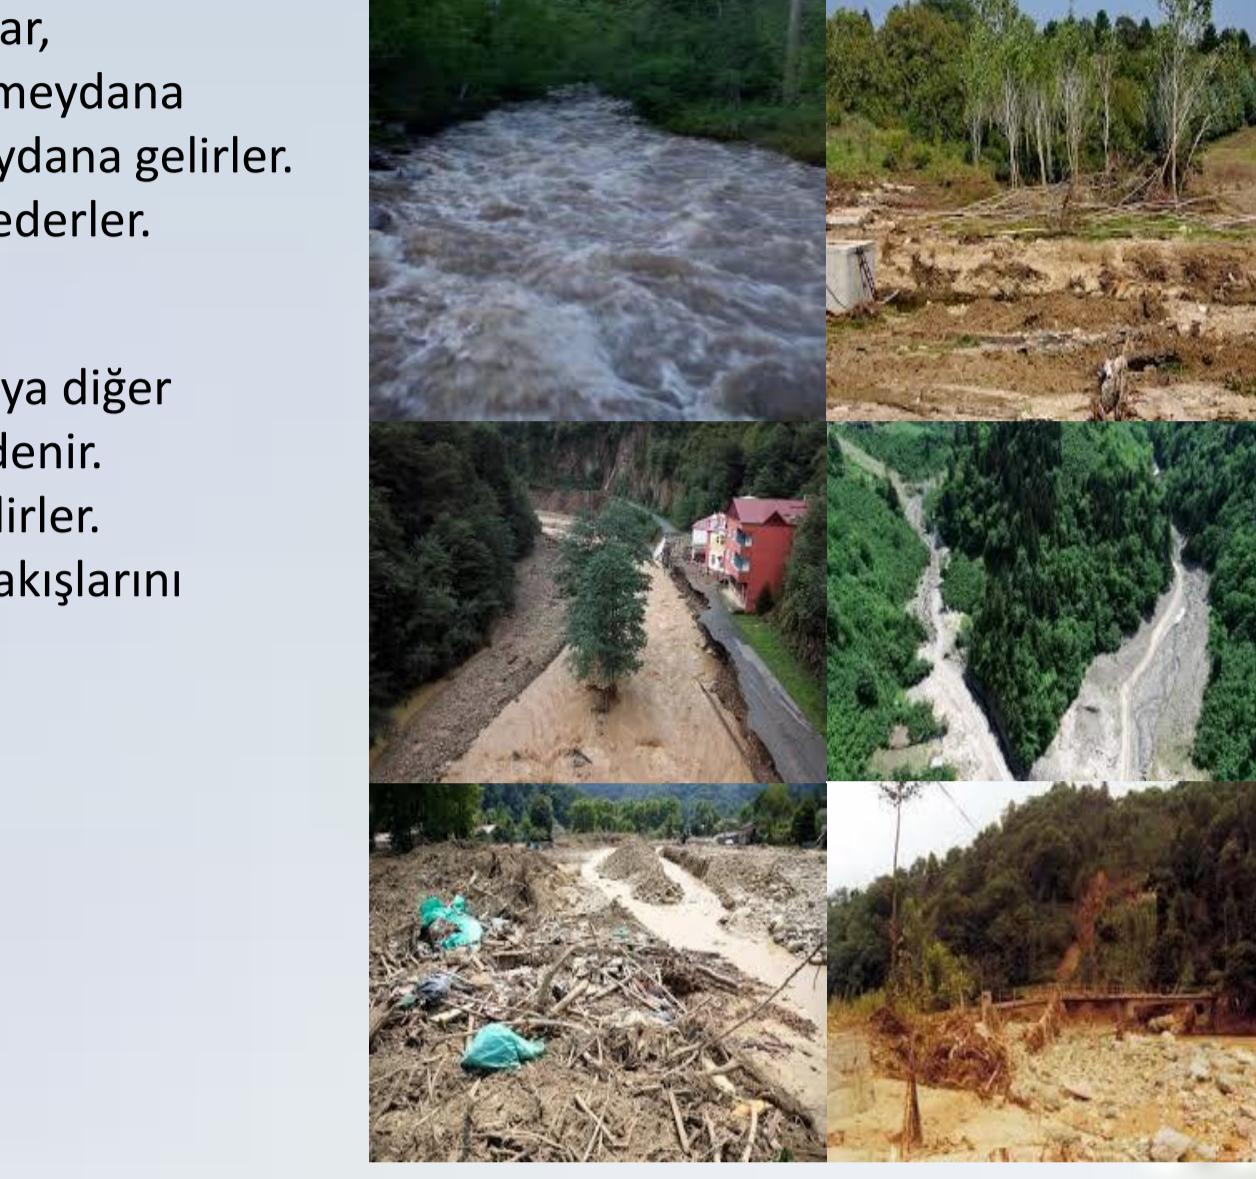 ar,
meydana
ydana gelirler.
ederler.
ya diğer
denir.
lirler.
akışlarını